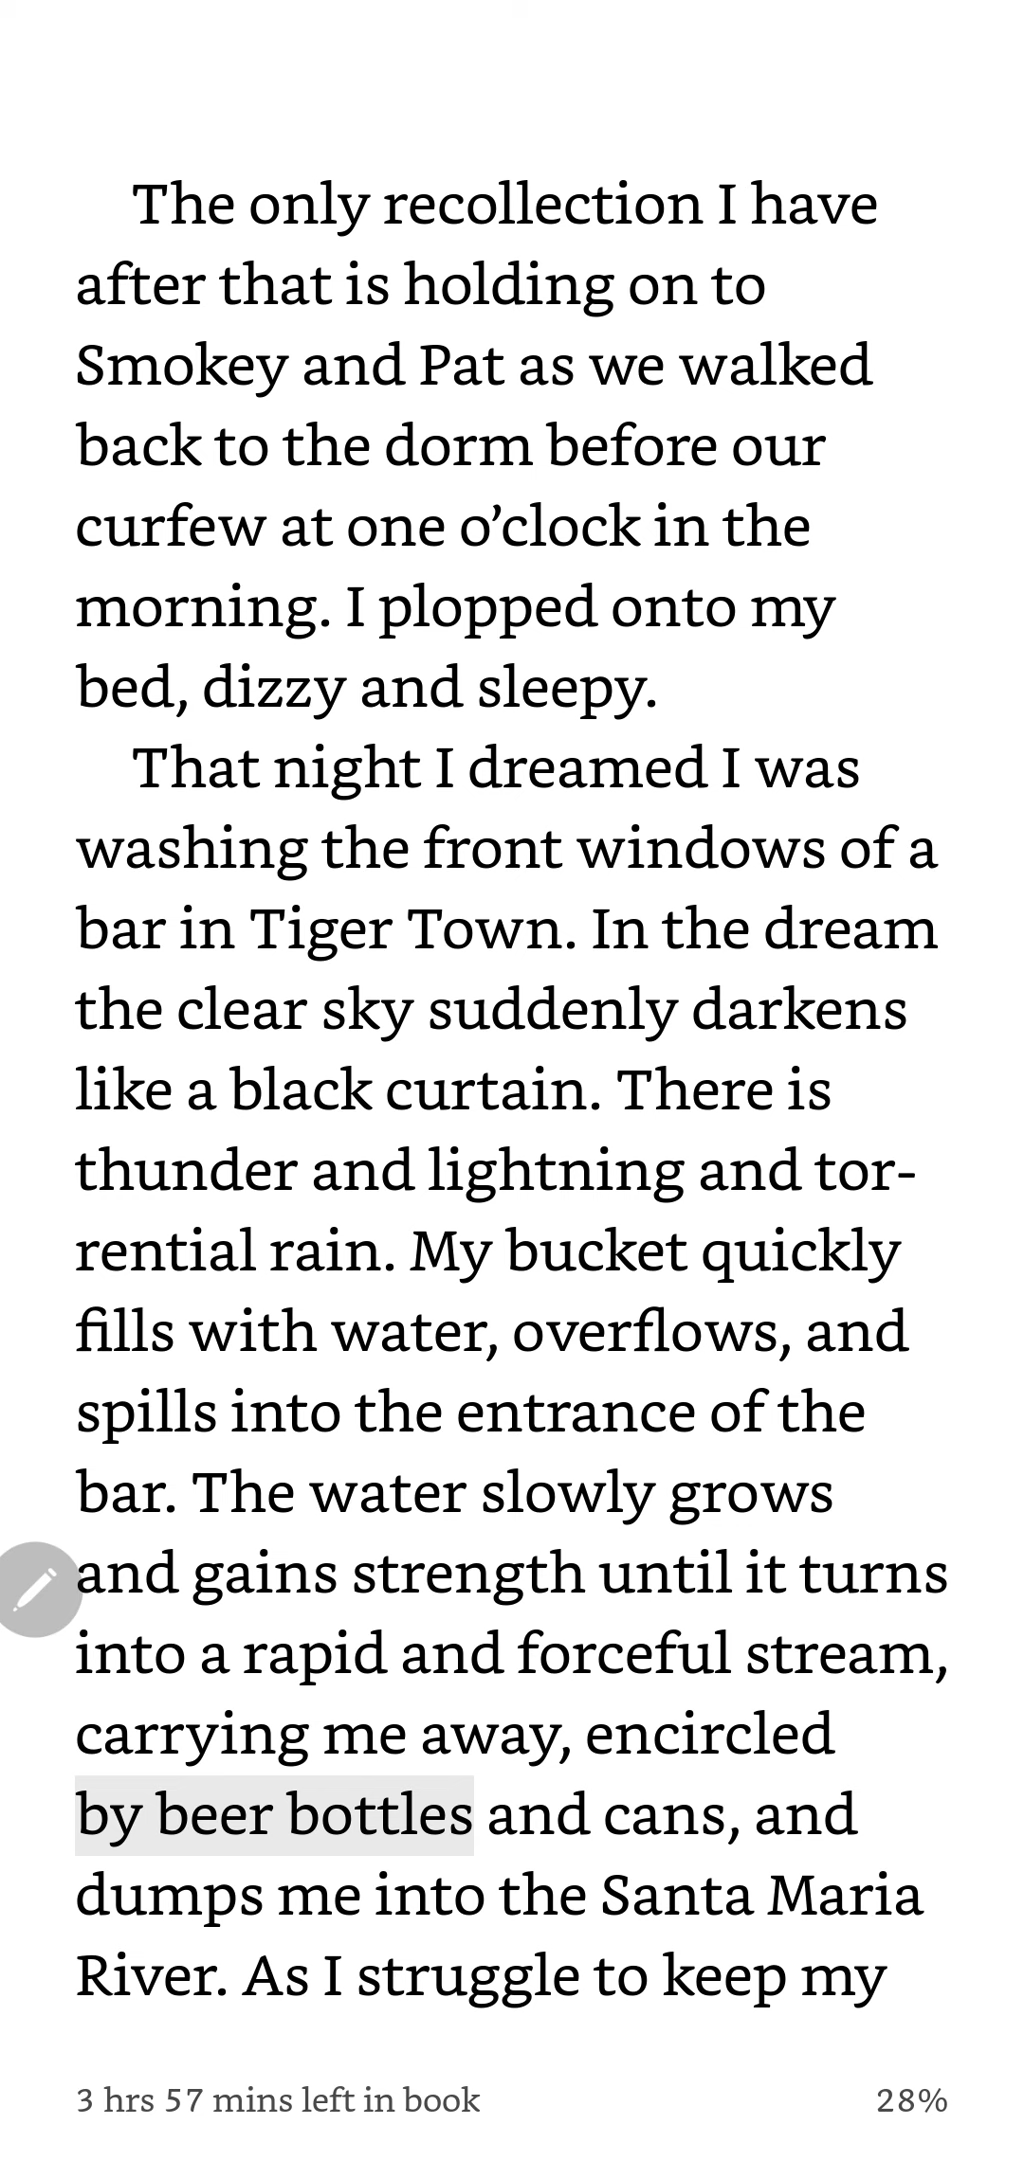 The only recollection I have
after that is holding on to
Smokey and Pat as we walked
back to the dorm before our
curfew at one o’clock in the
morning. I plopped onto my
bed, dizzy and sleepy.
That night I dreamed I was
washing the front windows of a
bar in Tiger Town. In the dream
the clear sky suddenly darkens
like a black curtain. There is
thunder and lightning and tor-
rential rain. My bucket quickly
fills with water, overflows, and
spills into the entrance of the
bar. The water slowly grows
and gains strength until it turns
into a rapid and forceful stream,
carrying me away, encircled
by beer bottles and cans, and
dumps me into the Santa Maria
River. As I struggle to keep my
3 hrs 57 mins left in book 28%